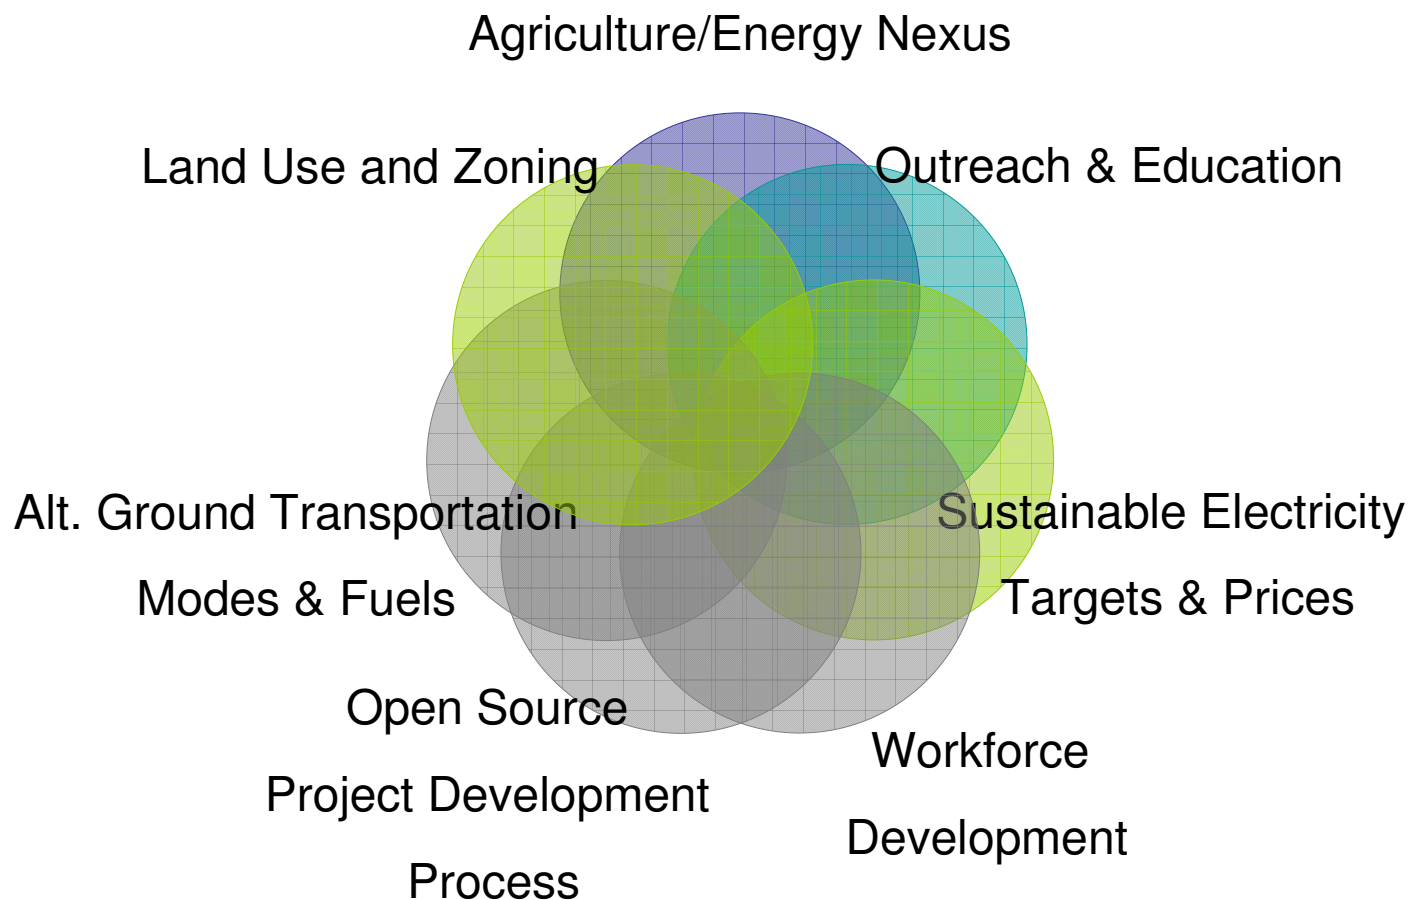 Agriculture/Energy Nexus
Land Use and Zoning
Outreach & Education
Alt. Ground Transportation
Modes & Fuels
Sustainable Electricity
Targets & Prices
Open Source
Project Development
Process
Workforce
Development